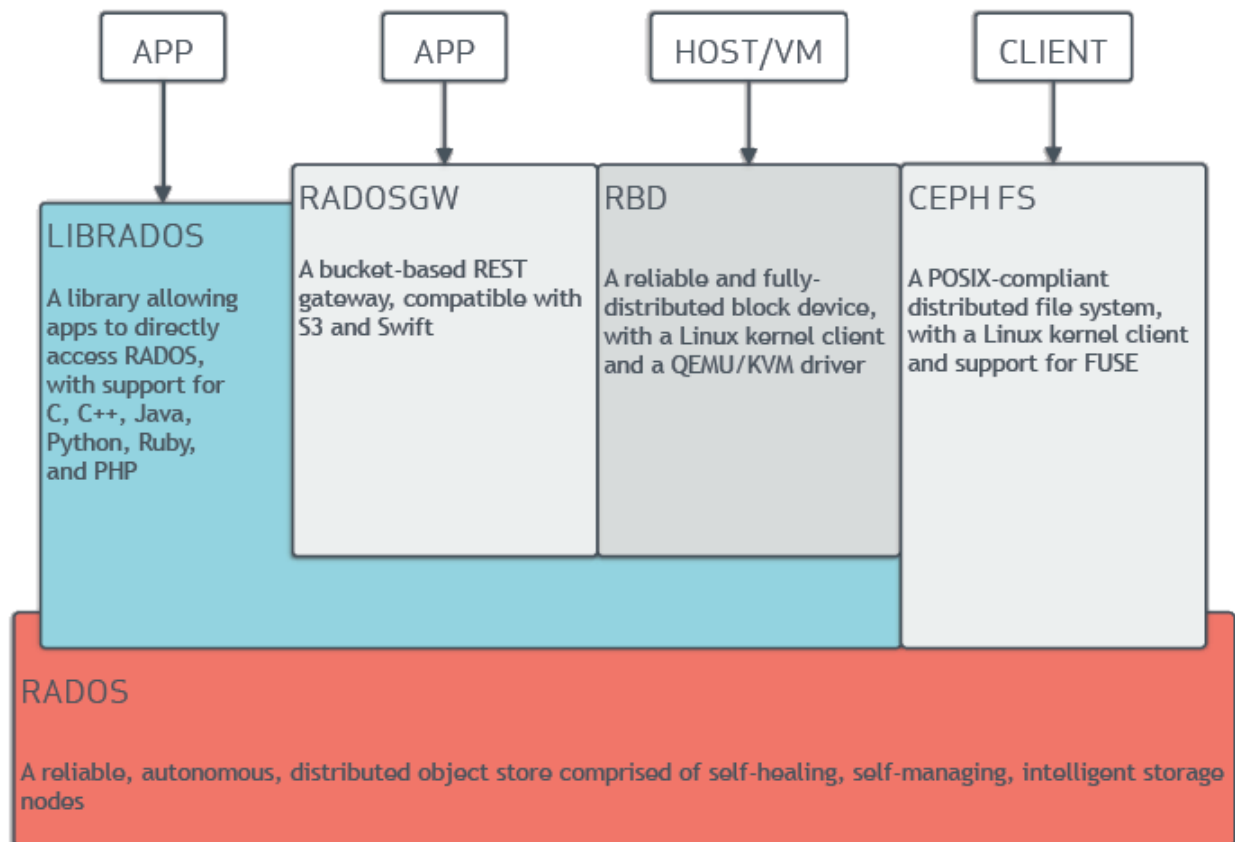 APP
APP
HOST/VM
CLIENT
LIBRADOS
A library allowing
apps to directly
access RADOS,
with support for
C, C++, Java,
Python, Ruby,
and PHP
RADOSGW
A bucket-based REST
gateway, compatible with
S3 and Swift
RBD
A reliable and fully-
distributed block device,
with a Linux kernel client
and a QEMU/KVM driver
CEPH FS
A POSIX-compliant
distributed file system,
with a Linux kernel client
and support for FUSE
RADOS
A reliable, autonomous, distributed object store comprised of self-healing, self-managing, intelligent storage
nodes